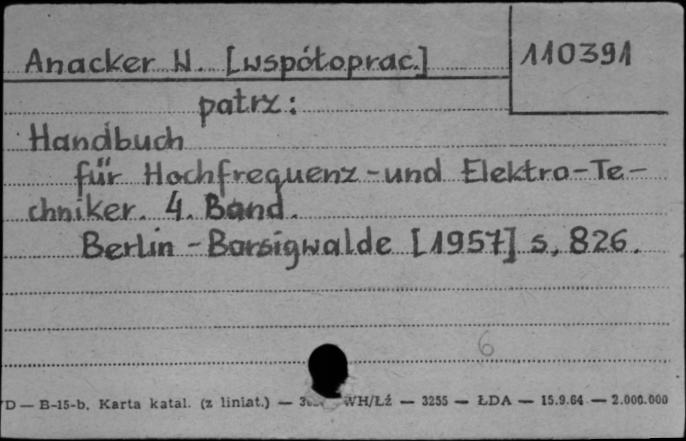 Anacker W. [współoprac.] 110391
patrz:
Handbuch
für Hochfrequenz-und Elektro-Te-
chniker. 4. Band.
Berlin-Borsigwalde [1957] s. 826.
6
D — B-15-b. Karta katal. (z liniat.) — WH/Łź — 3255 — ŁDA — 15.9.64 — 2.000.000